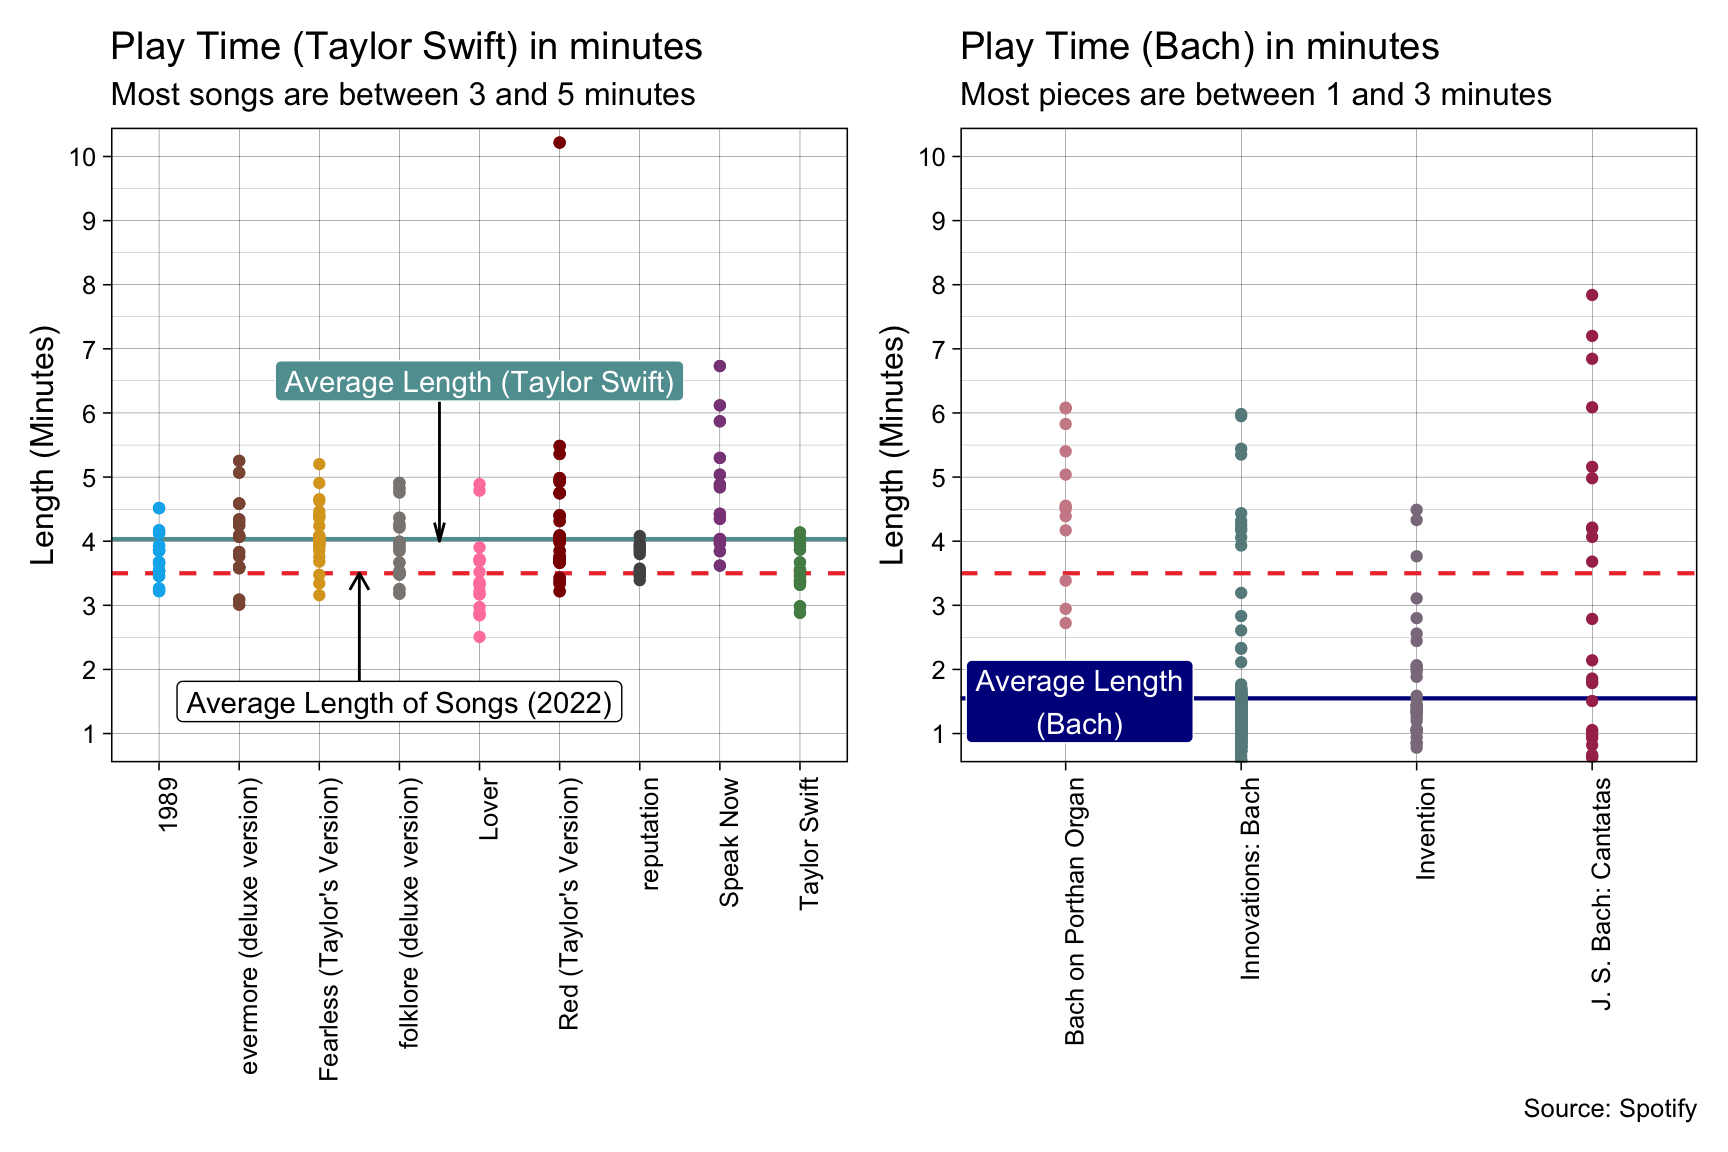 Play Time (Taylor Swift) in minutes
Most songs are between 3 and 5 minutes
Length (Minutes)
10
9
8
7
6
5
4
3
2
1
Average Length (Taylor Swift)
Average Length of Songs (2022)
1989
evermore (deluxe version)
Fearless (Taylor's Version)
folklore (deluxe version)
Lover
Red (Taylor's Version)
reputation
Speak Now
Taylor Swift
Play Time (Bach) in minutes
Most pieces are between 1 and 3 minutes
Length (Minutes)
10
9
8
7
6
5
4
3
2
1
Average Length
(Bach)
Bach on Porthan Organ
Innovations: Bach
Invention
J. S. Bach: Cantatas
Source: Spotify